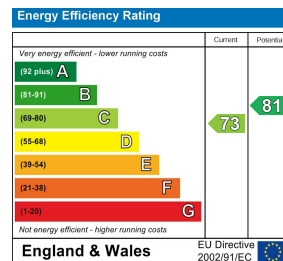 Energy Efficiency Rating
Current Potentia
Very energy efficient - lower running costs
(92 plus) A
(81-91) B
(69-80) C
(55-68) D
(39-54) E
(21-38) F
(1-20) G
73
81
Not energy efficient - higher running costs
England & Wales
EU Directive
2002/91/EC